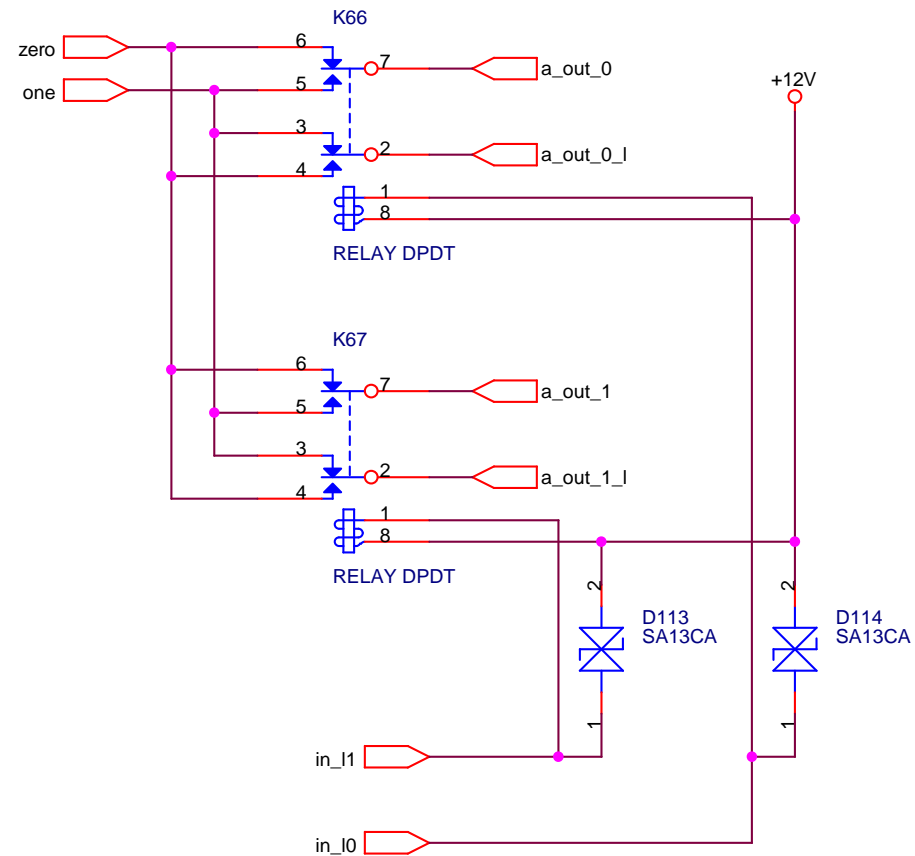 K66
zero
6
7
a_out_0
one
5
+12V
3
2
a_out_0_l
4
1
8
RELAY DPDT
K67
6
7
a_out_1
5
3
2
a_out_1_l
4
1
8
RELAY DPDT
2
2
D113
SA13CA
D114
SA13CA
1
1
in_l1
in_l0